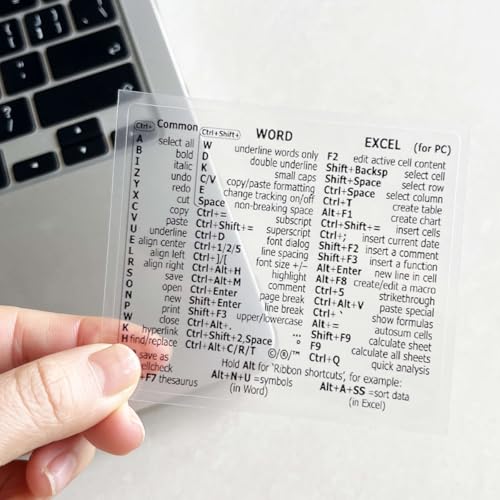 Ctrl+ Common
A select all
B bold
I italic
Z undo
Y redo
X cut
C copy
V paste
U underline
E align center
L align left
R align right
S save
O open
N new
P print
W close
K hyperlink
H find/replace
save as
ellcheck
+F7 thesaurus
Ctrl+Shift+ WORD
W underline words only
D double underline
K small caps
C/V copy/paste formatting
E change tracking on/off
Space non-breaking space
Ctrl+= subscript
Ctrl+Shift+= superscript
Ctrl+D font dialog
Ctrl+1/2/5 line spacing
Ctrl+]/[ font size +/–
Ctrl+Alt+H highlight
Ctrl+Alt+M comment
Ctrl+Enter page break
Shift+Enter line break
Shift+F3 upper/lowercase
Ctrl+Alt+. …
Ctrl+Shift+2,Space °
Ctrl+Alt+C/R/T ©/®/™
EXCEL (for PC)
F2 edit active cell content
Shift+Backsp select cell
Shift+Space select row
Ctrl+Space select column
Ctrl+T create table
Alt+F1 create chart
Ctrl+Shift+= insert cells
Ctrl+; insert current date
Shift+F2 insert a comment
Shift+F3 insert a function
Alt+Enter new line in cell
Alt+F8 create/edit a macro
Ctrl+5 strikethrough
Ctrl+Alt+V paste special
Ctrl+` show formulas
Alt+= autosum cells
Shift+F9 calculate sheet
F9 calculate all sheets
Ctrl+Q quick analysis
Hold Alt for 'Ribbon shortcuts', for example:
Alt+N+U =symbols
(in Word)
Alt+A+SS =sort data
(in Excel)